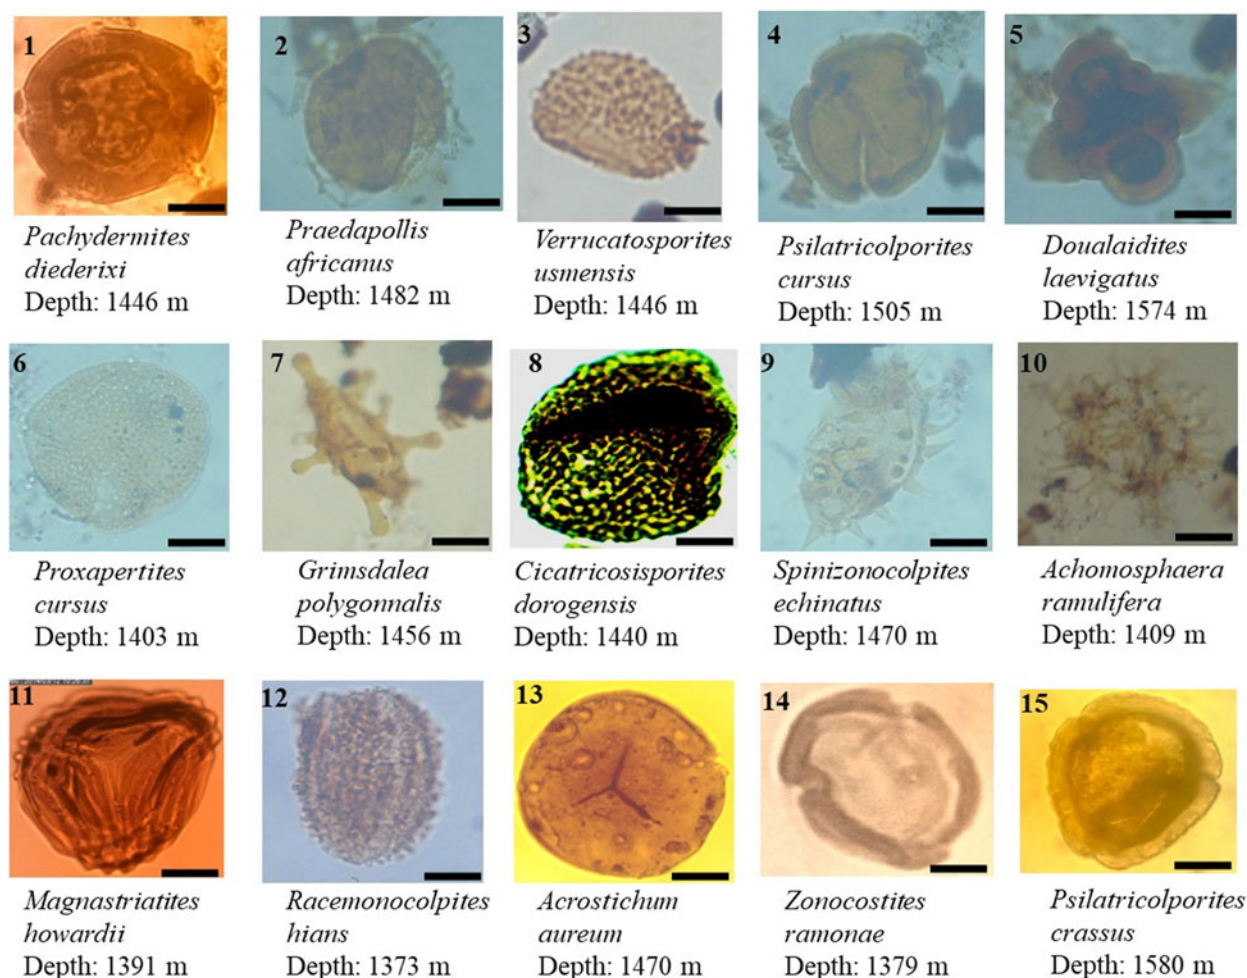 1
Pachydermites
diederixi
Depth: 1446 m
2
Praedapollis
africanus
Depth: 1482 m
3
Verrucatosporites
usmensis
Depth: 1446 m
4
Psilatricolporites
cursus
Depth: 1505 m
5
Doualaidites
laevigatus
Depth: 1574 m
6
Proxapertites
cursus
Depth: 1403 m
7
Grimsdalea
polygonnalis
Depth: 1456 m
8
Cicatricosisporites
dorogensis
Depth: 1440 m
9
Spinizonocolpites
echinatus
Depth: 1470 m
10
Achomosphaera
ramulifera
Depth: 1409 m
11
Magnastriatites
howardii
Depth: 1391 m
12
Racemonocolpites
hians
Depth: 1373 m
13
Acrostichum
aureum
Depth: 1470 m
14
Zonocostites
ramonae
Depth: 1379 m
15
Psilatricolporites
crassus
Depth: 1580 m